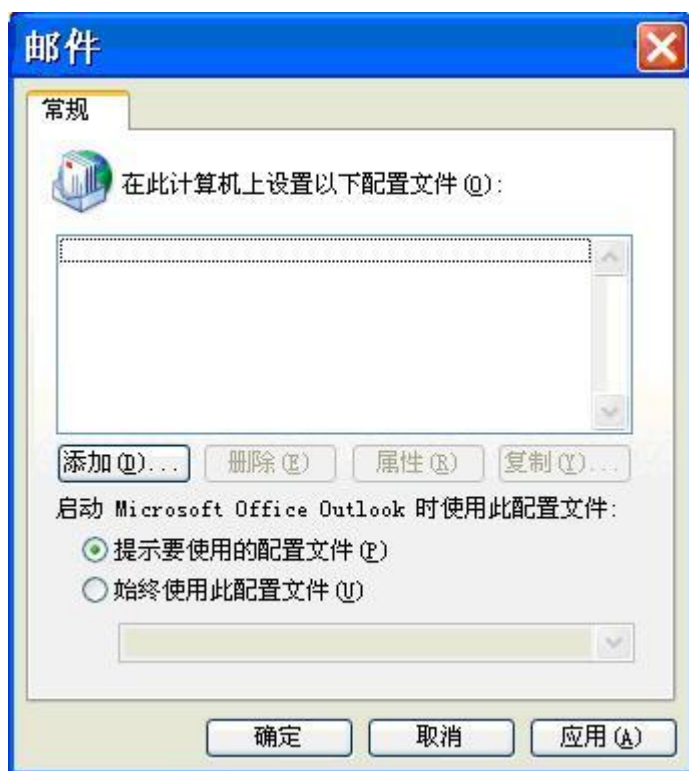 邮件
常规
在此计算机上设置以下配置文件(O):
添加(D)... 册除(E) 属性(R) 复制(Y)...
启动 Microsoft Office Outlook 时使用此配置文件:
提示要使用的配置文件(P)
始终使用此配置文件(U)
确定 取消 应用(A)